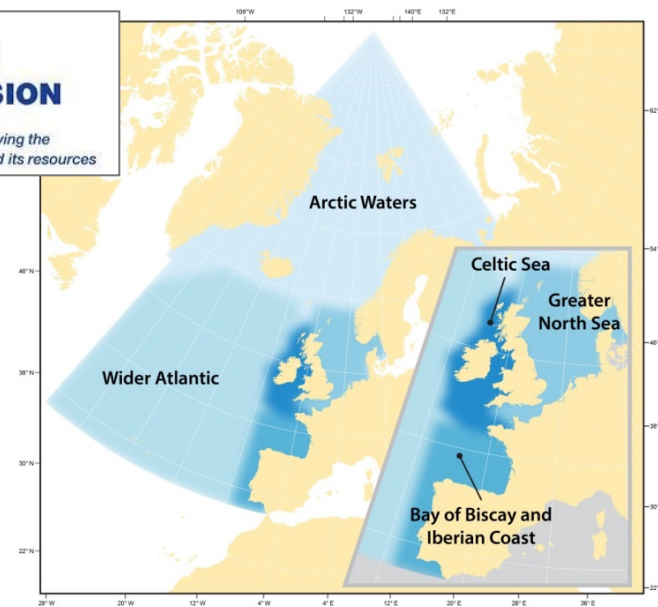 108°W 132°W 140°E 132°E
SION
ving the
d its resources
62°
Arctic Waters
54°
Celtic Sea
46°N
Greater
North Sea
46°
Wider Atlantic
38°N
38°
30°N
Bay of Biscay and
Iberian Coast
30°
22°N
22°
28°W 20°W 12°W 4°W 4°E 12°E 20°E 28°E 36°E